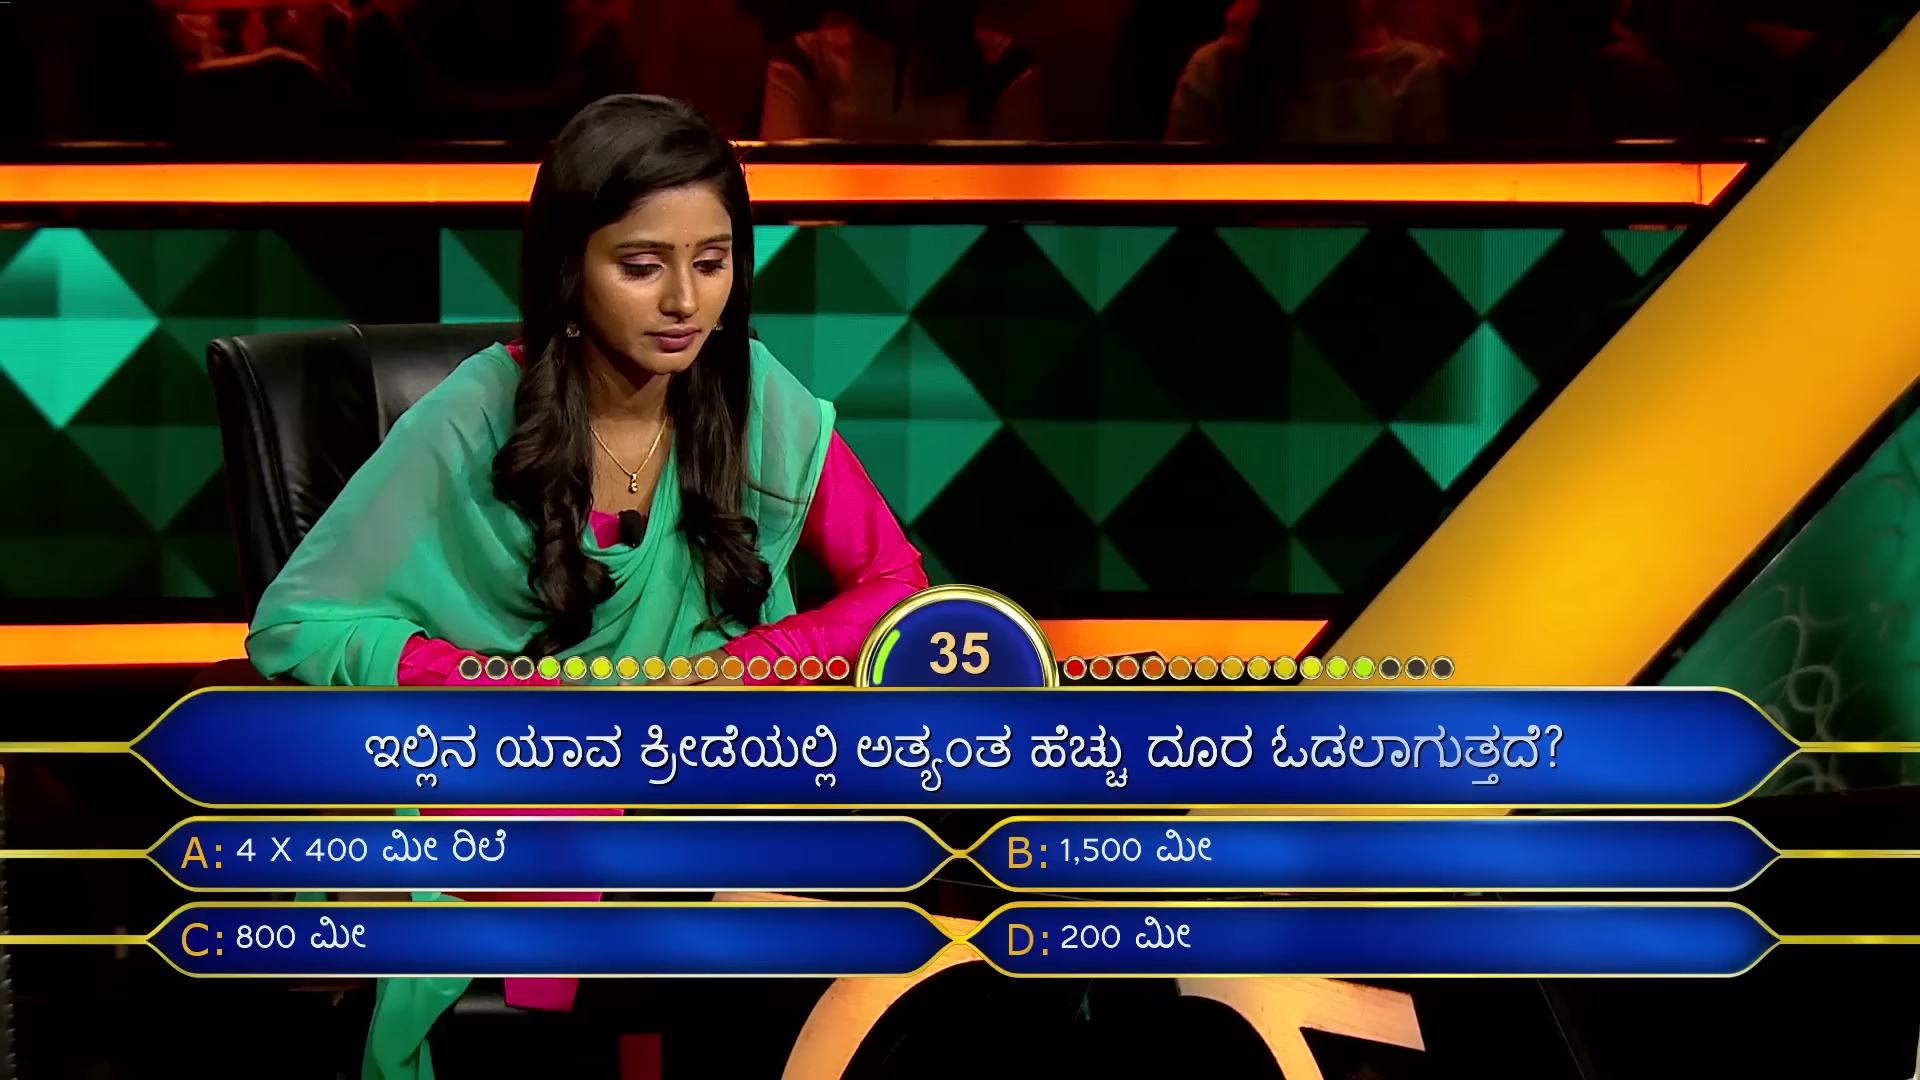 35
ಇಲ್ಲಿನ ಯಾವ ಕ್ರೀಡೆಯಲ್ಲಿ ಅತ್ಯಂತ ಹೆಚ್ಚು ದೂರ ಓಡಲಾಗುತ್ತದೆ?
A: 4 X 400 ಮೀ ರಿಲೆ
B: 1,500 ಮೀ
C: 800 ಮೀ
D: 200 ಮೀ